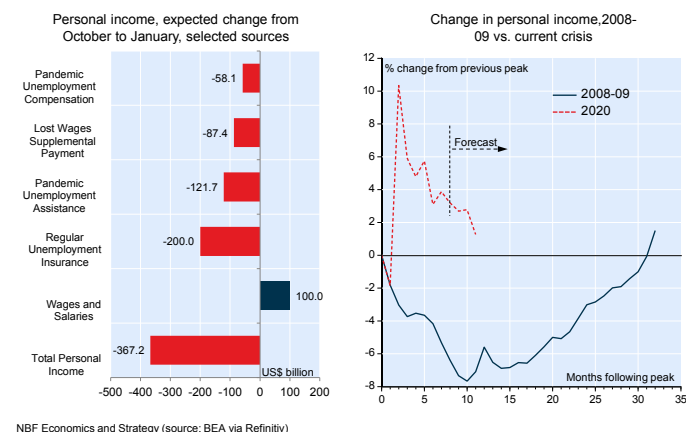 Personal income, expected change from
October to January, selected sources
Pandemic
Unemployment
Compensation
-58.1
Lost Wages
Supplemental
Payment
-87.4
Pandemic
Unemployment
Assistance
-121.7
Regular
Unemployment
Insurance
-200.0
Wages and
Salaries
100.0
Total Personal
Income
-367.2
US$ billion
-500 -400 -300 -200 -100 0 100 200
Change in personal income,2008-
09 vs. current crisis
% change from previous peak
12
10
8
6
4
2
0
-2
-4
-6
-8
2008-09
2020
Forecast
Months following peak
0 5 10 15 20 25 30 35
NBF Economics and Strategy (source: BEA via Refinitiv)